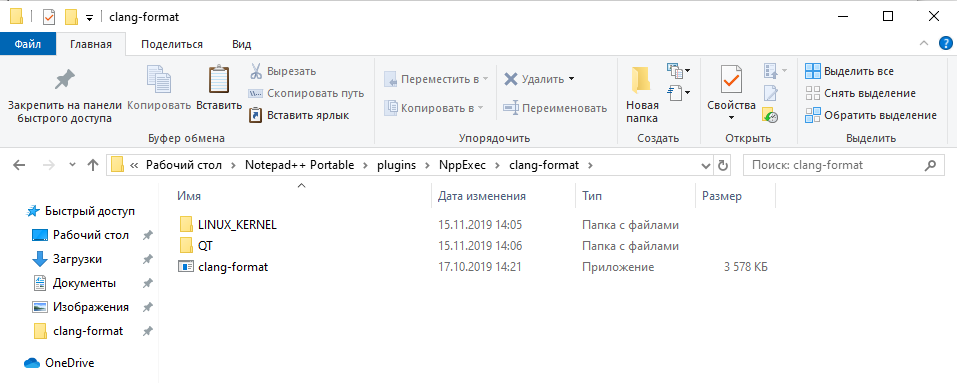 clang-format
Файл Главная Поделиться Вид
Закрепить на панели быстрого доступа
Копировать
Вставить
Вырезать
Скопировать путь
Вставить ярлык
Буфер обмена
Переместить в
Копировать в
Удалить
Переименовать
Упорядочить
Новая папка
Создать
Свойства
Открыть
Выделить все
Снять выделение
Обратить выделение
Выделить
« Рабочий стол > Notepad++ Portable > plugins > NppExec > clang-format >
Поиск: clang-format
Имя Дата изменения Тип Размер
LINUX_KERNEL 15.11.2019 14:05 Папка с файлами
QT 15.11.2019 14:06 Папка с файлами
clang-format 17.10.2019 14:21 Приложение 3 578 КБ
Быстрый доступ
Рабочий стол
Загрузки
Документы
Изображения
clang-format
OneDrive